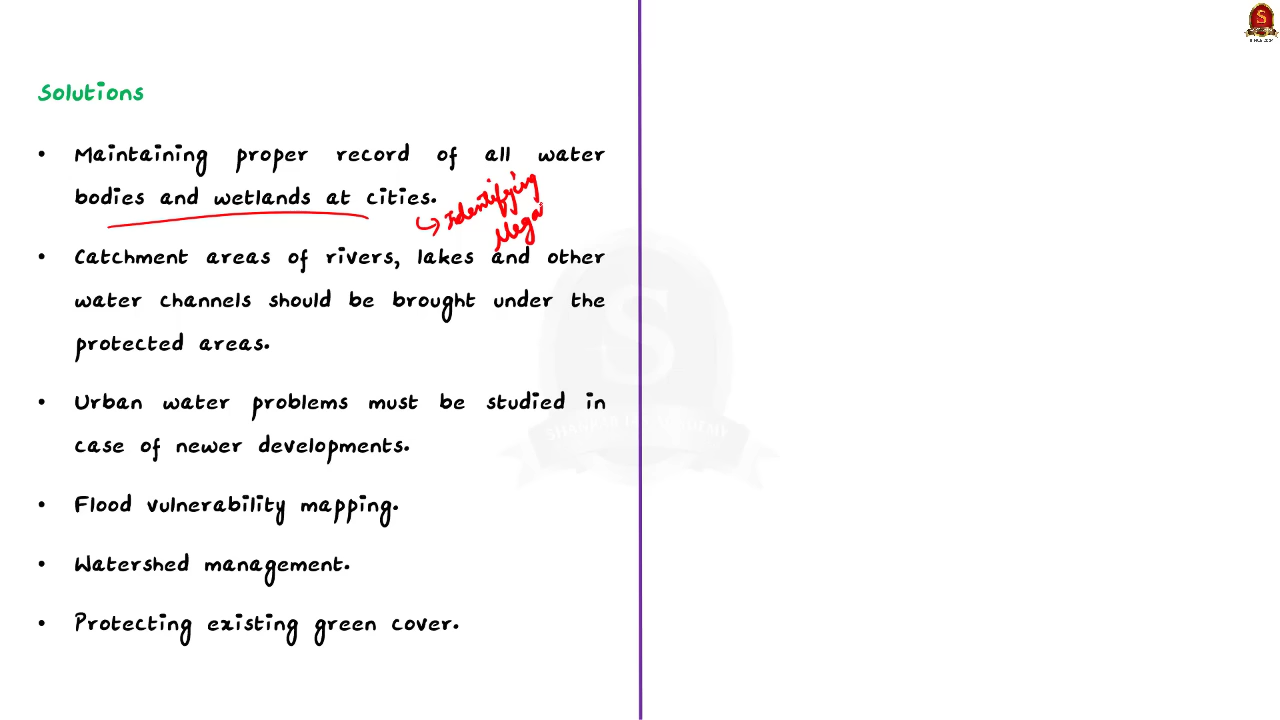 Solutions
• Maintaining proper record of all water
bodies and wetlands at cities.
↳ Identifying
illega
• Catchment areas of rivers, lakes and other
water channels should be brought under the
protected areas.
• Urban water problems must be studied in
case of newer developments.
• Flood vulnerability mapping.
• Watershed management.
• Protecting existing green cover.
S